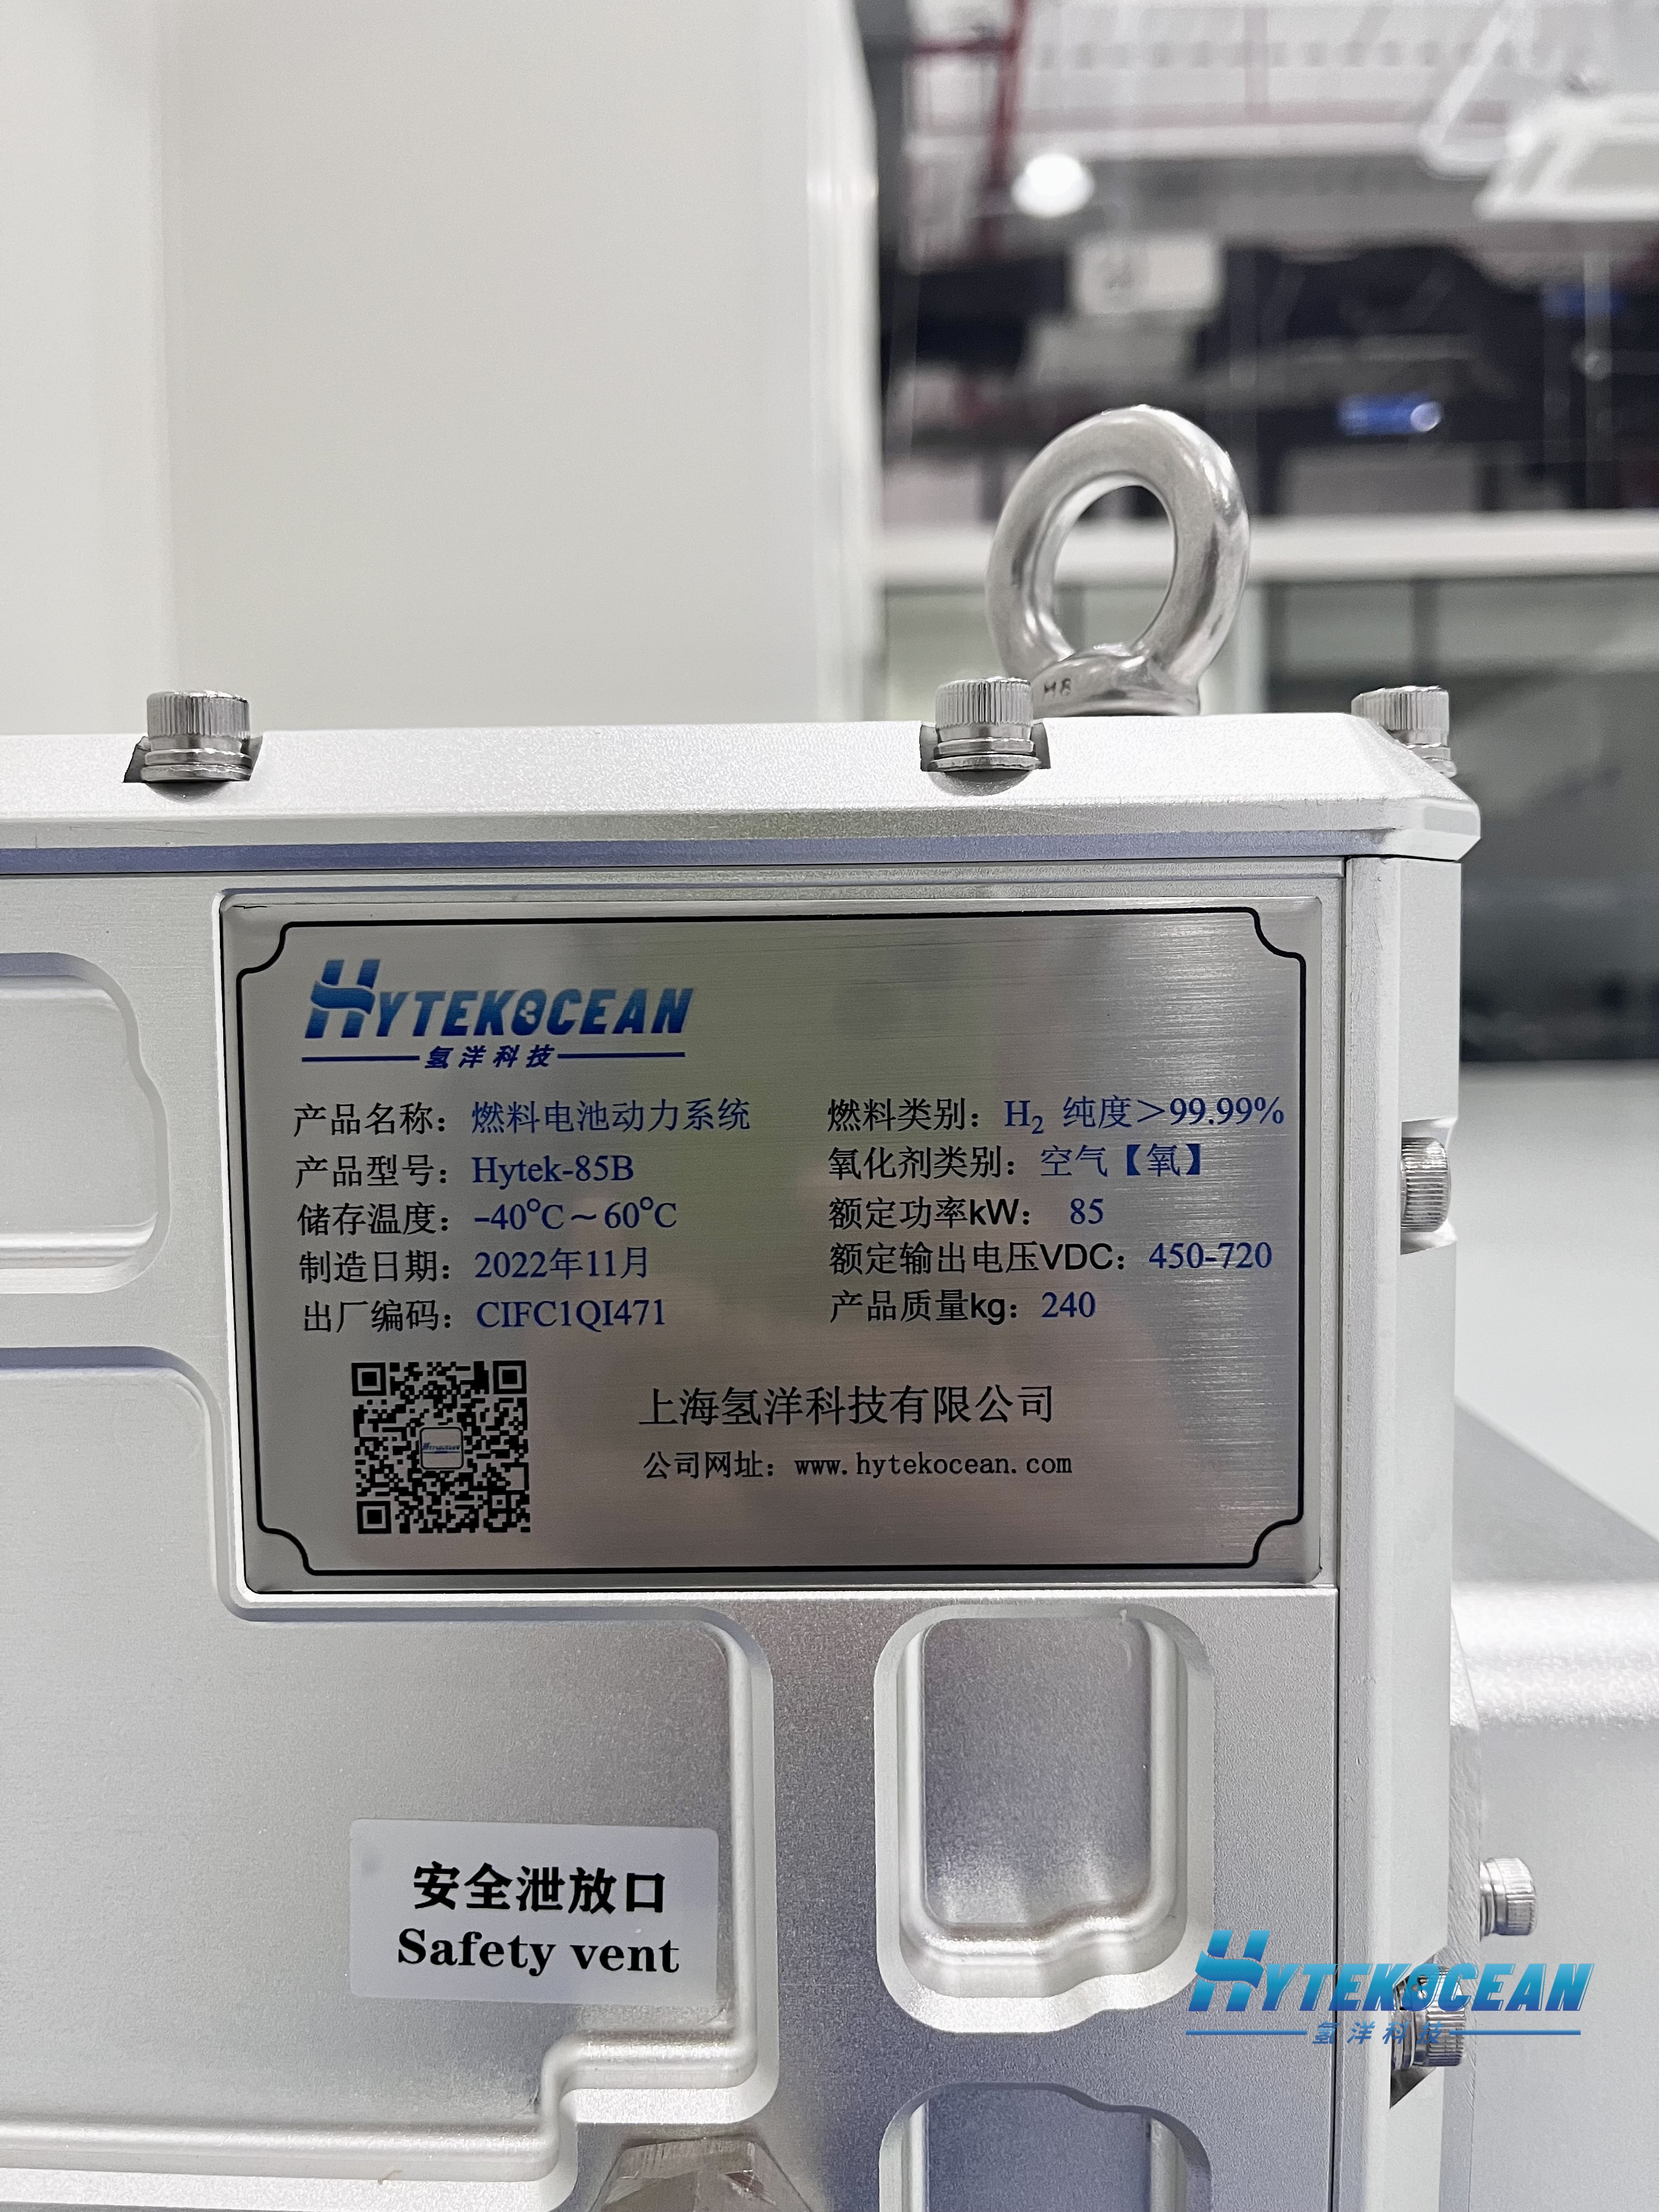 HYTEKOCEAN
氢洋科技
产品名称：燃料电池动力系统
产品型号：Hytek-85B
储存温度：-40℃～60℃
制造日期：2022年11月
出厂编码：CIFC1QI471
燃料类别：H₂ 纯度＞99.99%
氧化剂类别：空气【氧】
额定功率kW： 85
额定输出电压VDC：450-720
产品质量kg：240
上海氢洋科技有限公司
公司网址：www.hytekocean.com
安全泄放口
Safety vent
HYTEKOCEAN
氢洋科技